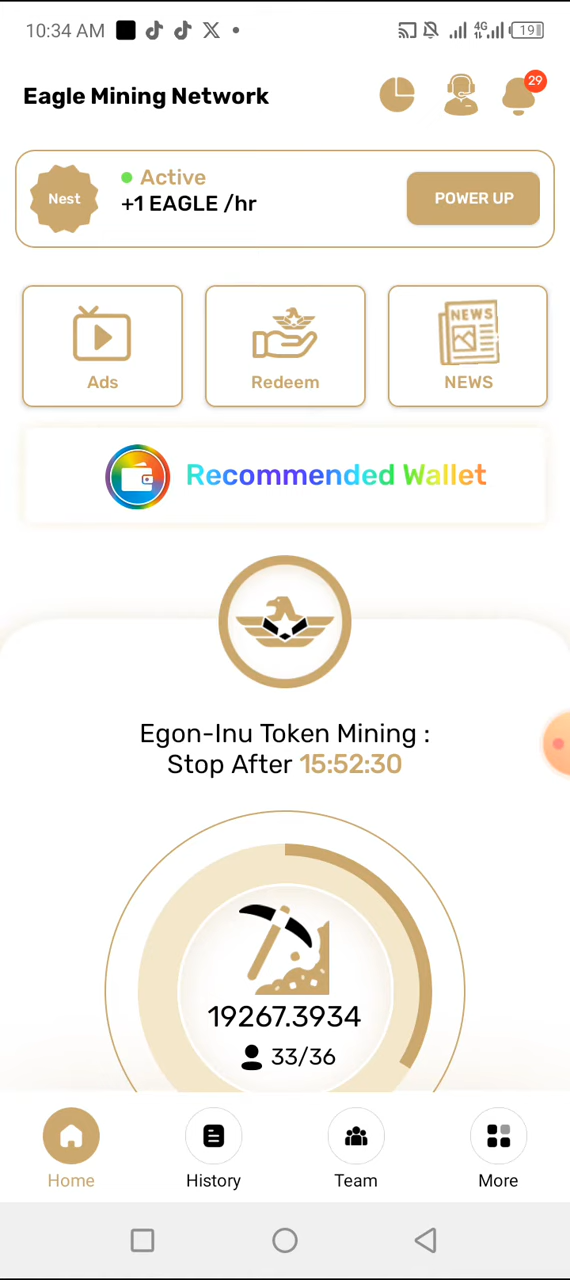 10:34 AM
4G
19
Eagle Mining Network
29
Nest
Active
+1 EAGLE /hr
POWER UP
NEWS
Ads
Redeem
NEWS
Recommended Wallet
Egon-Inu Token Mining :
Stop After 15:52:30
19267.3934
33/36
Home
History
Team
More